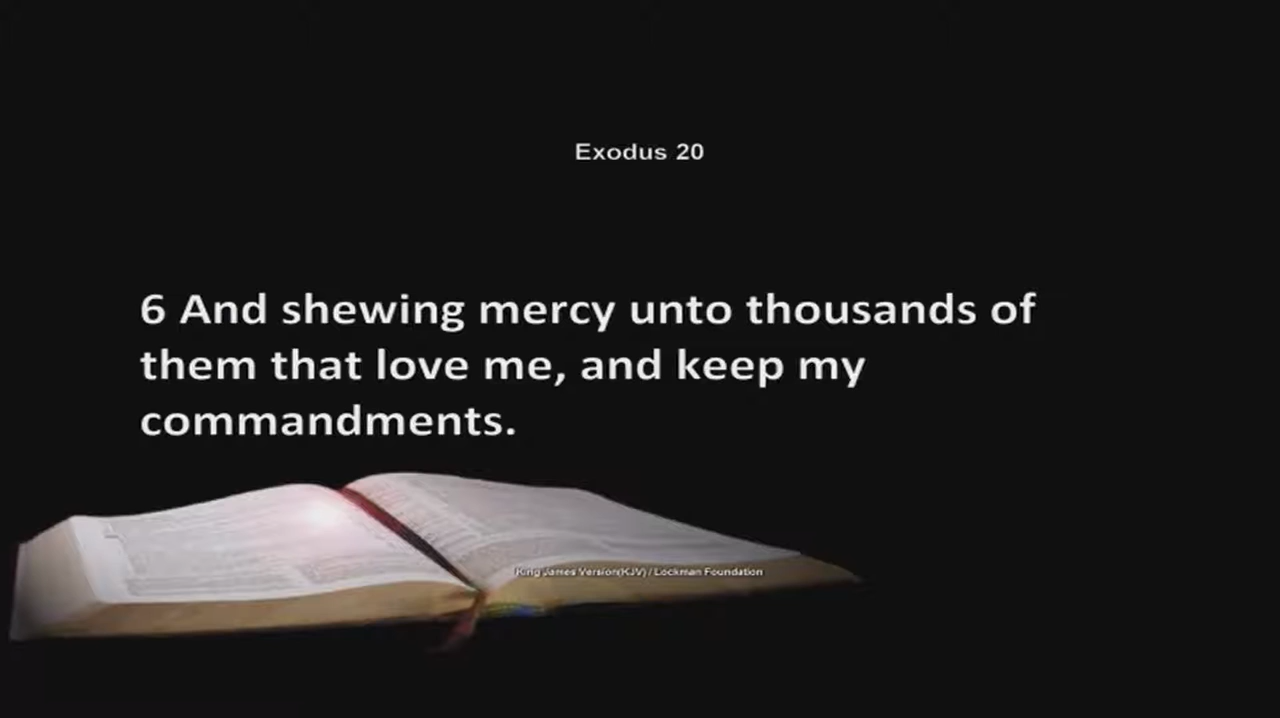 Exodus 20
6 And shewing mercy unto thousands of
them that love me, and keep my
commandments.
King James Version(KJV) / Lockman Foundation